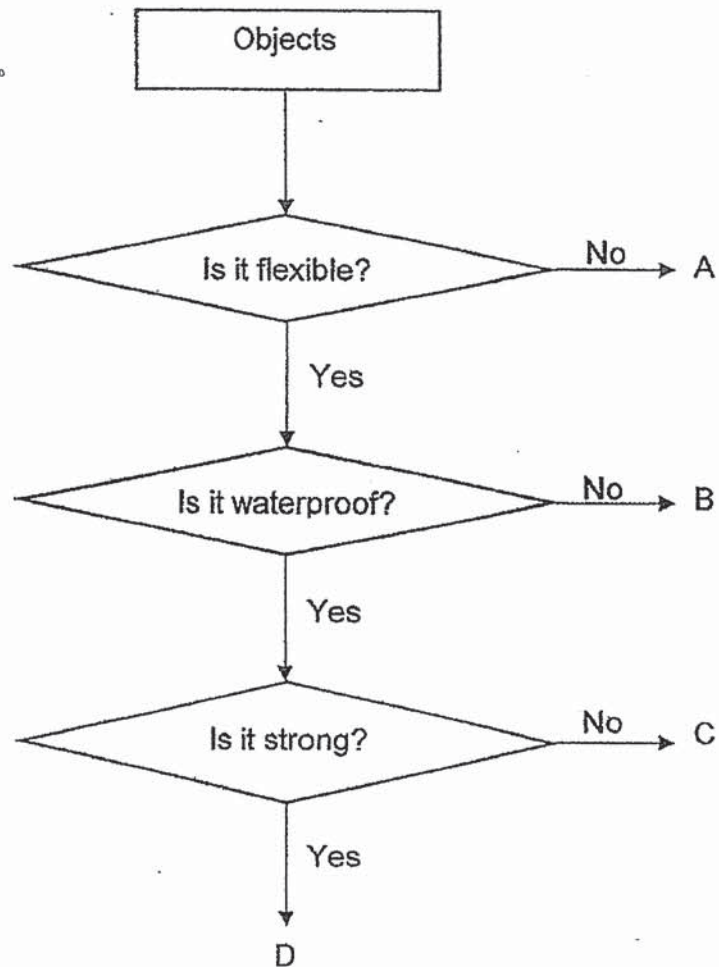 Objects
Is it flexible?
No
A
Yes
Is it waterproof?
No
B
Yes
Is it strong?
No
C
Yes
D